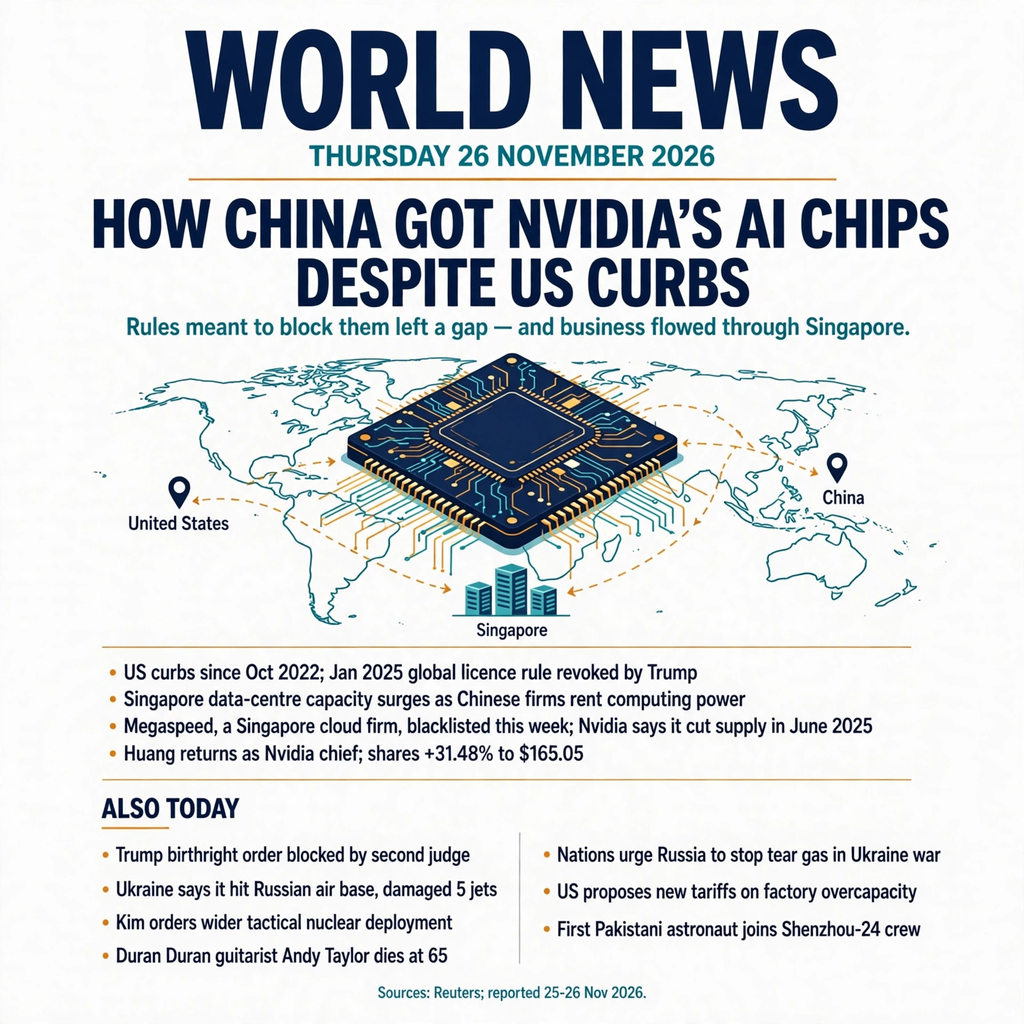 WORLD NEWS
THURSDAY 26 NOVEMBER 2026
HOW CHINA GOT NVIDIA'S AI CHIPS
DESPITE US CURBS
Rules meant to block them left a gap — and business flowed through Singapore.
United States
China
Singapore
• US curbs since Oct 2022; Jan 2025 global licence rule revoked by Trump
• Singapore data-centre capacity surges as Chinese firms rent computing power
• Megaspeed, a Singapore cloud firm, blacklisted this week; Nvidia says it cut supply in June 2025
• Huang returns as Nvidia chief; shares +31.48% to $165.05
ALSO TODAY
• Trump birthright order blocked by second judge
• Ukraine says it hit Russian air base, damaged 5 jets
• Kim orders wider tactical nuclear deployment
• Duran Duran guitarist Andy Taylor dies at 65
• Nations urge Russia to stop tear gas in Ukraine war
• US proposes new tariffs on factory overcapacity
• First Pakistani astronaut joins Shenzhou-24 crew
Sources: Reuters; reported 25-26 Nov 2026.